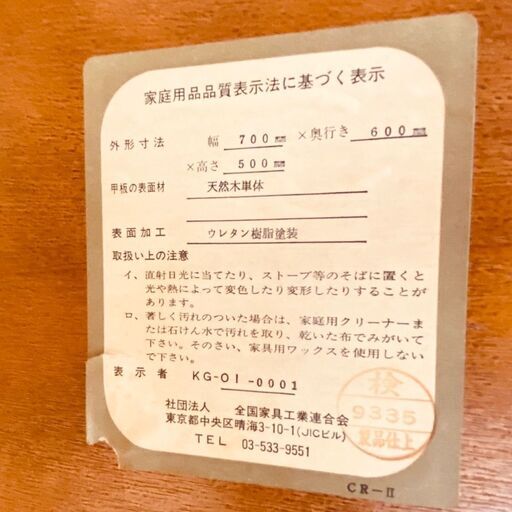 家庭用品品質表示法に基づく表示
外形寸法 幅 700㎜ ×奥行き 600㎜
×高さ 500㎜
甲板の表面材 天然木単体
表面加工 ウレタン樹脂塗装
取扱い上の注意
イ、直射日光に当てたり、ストーブ等のそばに置くと
光や熱によって変色したり変形したりすることが
あります。
ロ、著しく汚れのついた場合は、家庭用クリーナーま
たは石けん水で汚れを取り、乾いた布でみがいて
下さい。そのさい、家具用ワックスを使用しない
で下さい。
表示者 KG-01-0001
社団法人 全国家具工業連合会
東京都中央区晴海3-10-1(JICビル)
TEL 03-533-9551
検
9335
製品仕上
CR-Ⅱ